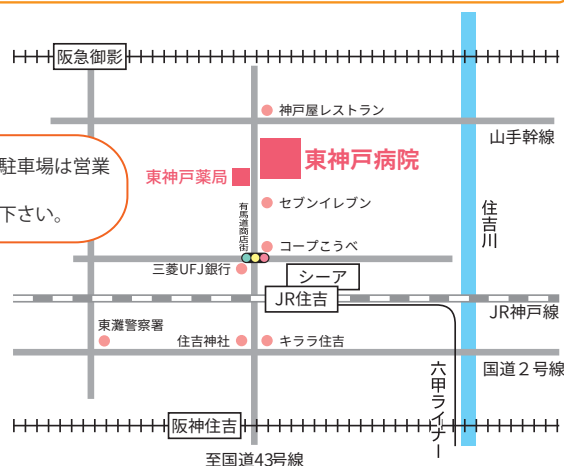 阪急御影
神戸屋レストラン
山手幹線
駐車場は営業
下さい。
東神戸病院
東神戸薬局
セブンイレブン
有馬道商店街
住吉川
コープこうべ
三菱UFJ銀行
シーア
JR住吉
JR神戸線
東灘警察署
住吉神社
キララ住吉
国道2号線
六甲ライナー
阪神住吉
至国道43号線